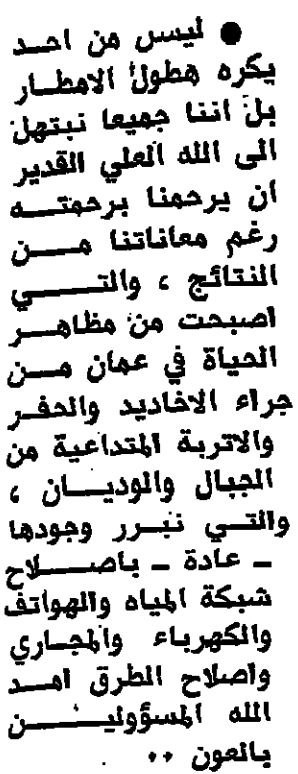 ● ليس من احد
يكره هطول الامطار
بل اننا جميعا نبتهل
الى الله العلي القدير
ان يرحمنا برحمته
رغم معاناتنا من
النتائج ، والتي
اصبحت من مظاهر
الحياة في عمان من
جراء الاخاديد والحفر
والاتربة المتداعية من
الجبال والوديان ،
والتي نبرر وجودها
ـ عادة ـ باصلاح
شبكة المياه والهواتف
والكهرباء والمجاري
واصلاح الطرق امد
الله المسؤولين
بالعون ..